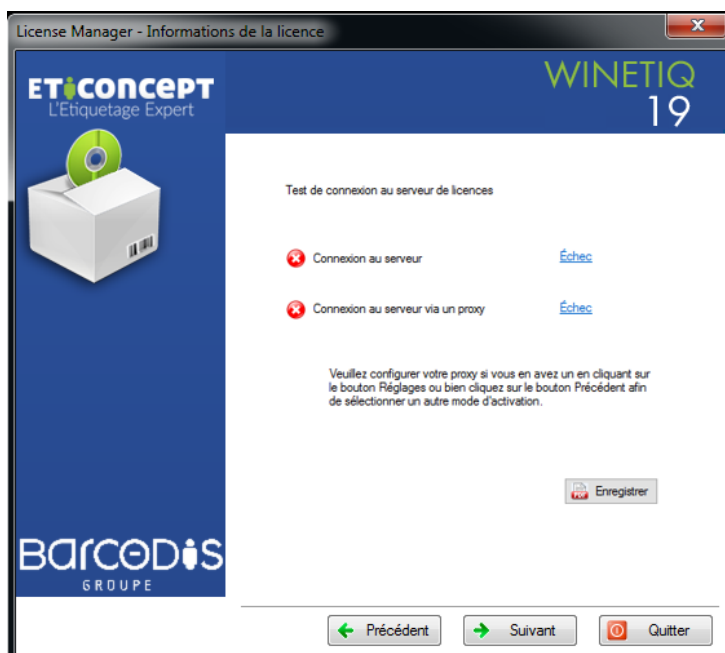 License Manager - Informations de la licence
ETiCONCEPT
L'Etiquetage Expert
WINETIQ
19
Test de connexion au serveur de licences
Connexion au serveur
Échec
Connexion au serveur via un proxy
Échec
Veuillez configurer votre proxy si vous en avez un en cliquant sur
le bouton Réglages ou bien cliquez sur le bouton Précédent afin
de sélectionner un autre mode d'activation.
PDF
Enregistrer
BARCODiS
GROUPE
Précédent
Suivant
Quitter